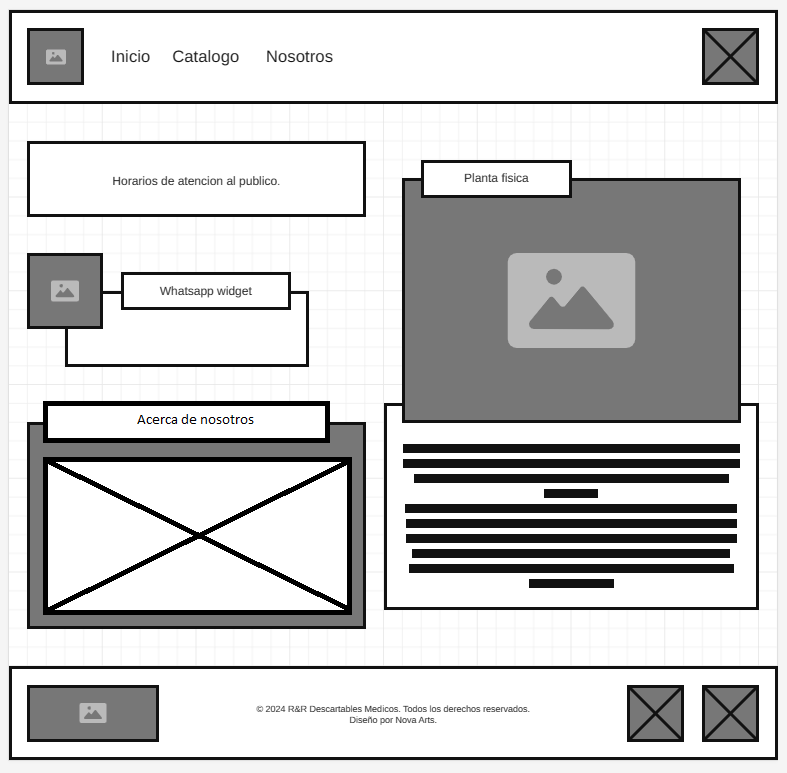 Inicio Catalogo Nosotros
Horarios de atencion al publico.
Planta fisica
Whatsapp widget
Acerca de nosotros
© 2024 R&R Descartables Medicos. Todos los derechos reservados.
Diseño por Nova Arts.